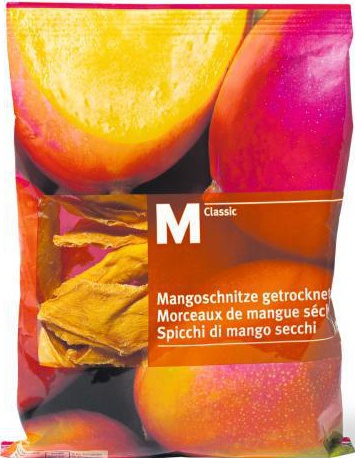 M Classic
Mangoschnitze getrocknet
Morceaux de mangue séch
Spicchi di mango secchi